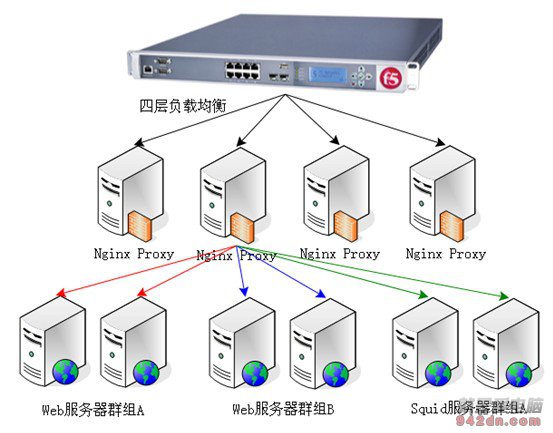 f5
四层负载均衡
Nginx Proxy
Nginx Proxy
Nginx Proxy
Nginx Proxy
Web服务器群组A
Web服务器群组B
Squid服务器群组A
942dn.com